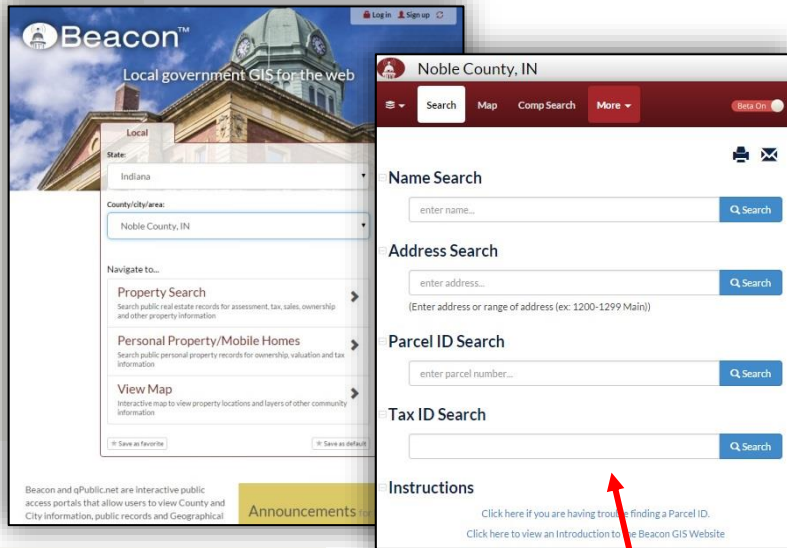 Log in Sign up
Beacon™
Local government GIS for the web
Local
State:
Indiana
County/city/area:
Noble County, IN
Navigate to...
Property Search
Search public real estate records for assessment, tax, sales, ownership
and other property information
Personal Property/Mobile Homes
Search public personal property records for ownership, valuation and tax
information
View Map
Interactive map to view property locations and layers of other community
information
Save as favorite
Save as default
Beacon and qPublic.net are interactive public
access portals that allow users to view County and
City information, public records and Geographical
Announcements
Noble County, IN
Search Map Comp Search More
Beta On
Name Search
enter name... Search
Address Search
enter address... Search
(Enter address or range of address (ex: 1200-1299 Main))
Parcel ID Search
enter parcel number... Search
Tax ID Search
Search
Instructions
Click here if you are having trouble finding a Parcel ID.
Click here to view an Introduction to the Beacon GIS Website